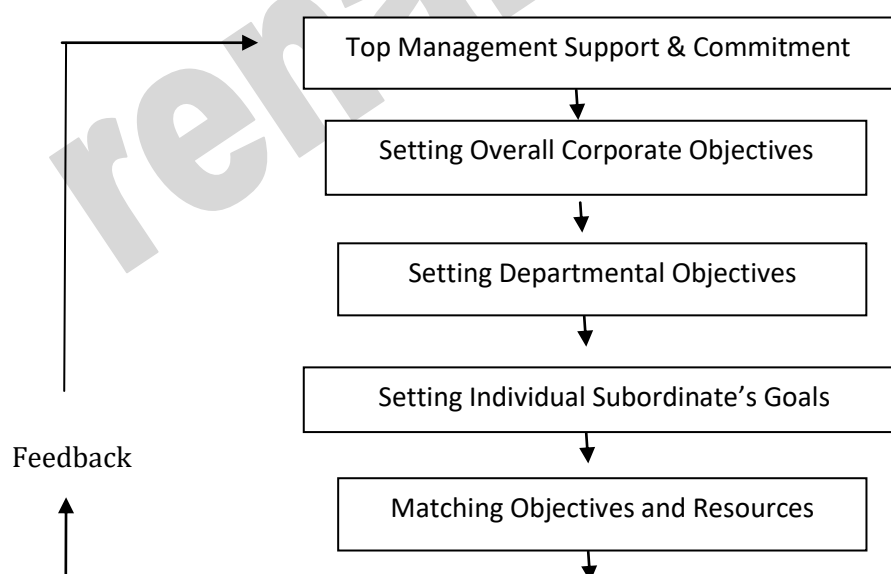 Top Management Support & Commitment
Setting Overall Corporate Objectives
Setting Departmental Objectives
Setting Individual Subordinate's Goals
Feedback
Matching Objectives and Resources